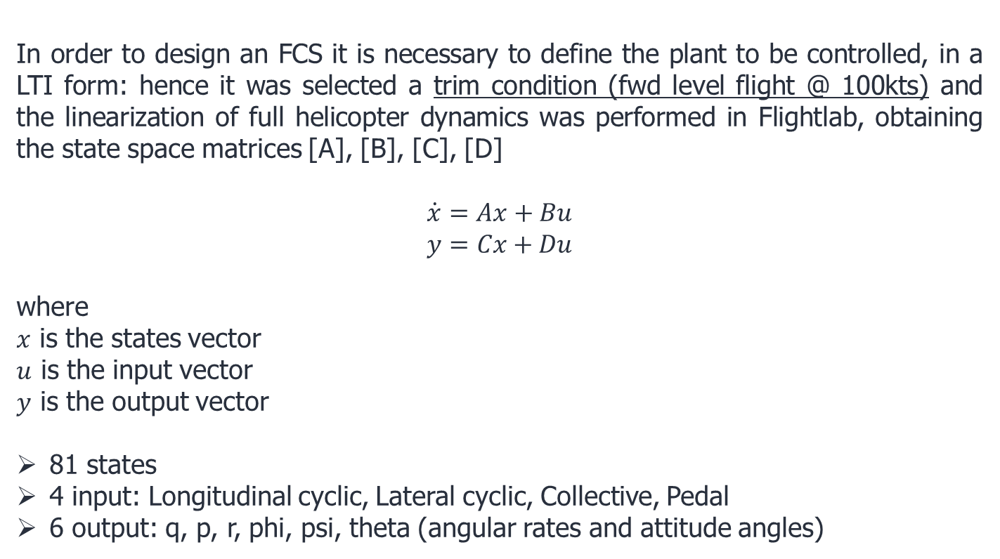 In order to design an FCS it is necessary to define the plant to be controlled, in a
LTI form: hence it was selected a trim condition (fwd level flight @ 100kts) and
the linearization of full helicopter dynamics was performed in Flightlab, obtaining
the state space matrices [A], [B], [C], [D]
ẋ = Ax + Bu
y = Cx + Du
where
x is the states vector
u is the input vector
y is the output vector
➢ 81 states
➢ 4 input: Longitudinal cyclic, Lateral cyclic, Collective, Pedal
➢ 6 output: q, p, r, phi, psi, theta (angular rates and attitude angles)